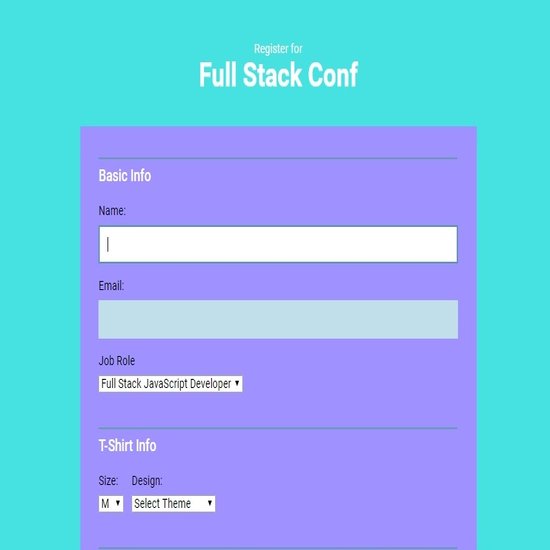 Register for
Full Stack Conf
Basic Info
Name:
Email:
Job Role
Full Stack JavaScript Developer
T-Shirt Info
Size: Design:
M Select Theme